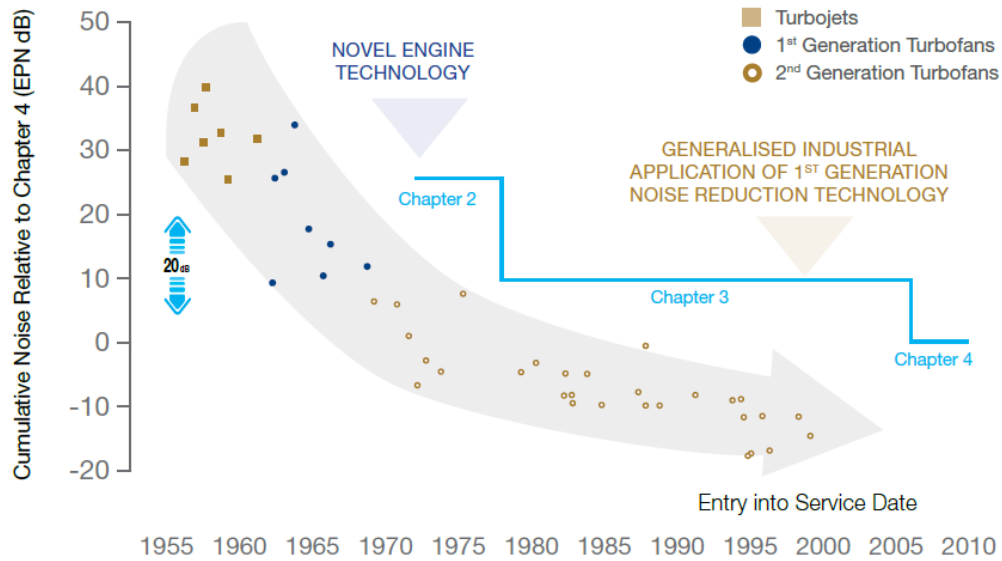 Cumulative Noise Relative to Chapter 4 (EPN dB)
50
40
30
20
10
0
-10
-20
Turbojets
1st Generation Turbofans
2nd Generation Turbofans
NOVEL ENGINE
TECHNOLOGY
GENERALISED INDUSTRIAL
APPLICATION OF 1ST GENERATION
NOISE REDUCTION TECHNOLOGY
Chapter 2
20 dB
Chapter 3
Chapter 4
Entry into Service Date
1955 1960 1965 1970 1975 1980 1985 1990 1995 2000 2005 2010